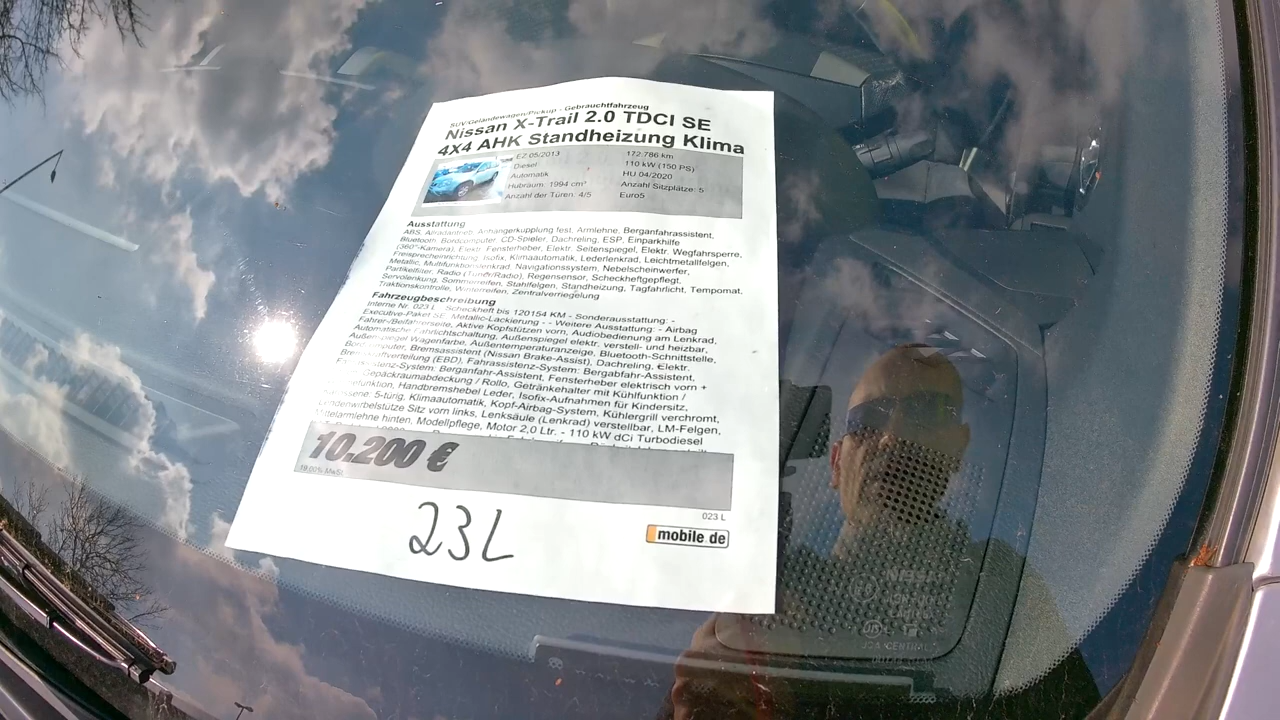 SUV/Geländewagen/Pickup - Gebrauchtfahrzeug
Nissan X-Trail 2.0 TDCI SE
4X4 AHK Standheizung Klima
EZ 05/2013
172.786 km
Diesel
110 kW (150 PS)
Automatik
HU 04/2020
Hubraum: 1994 cm³
Anzahl Sitzplätze: 5
Anzahl der Türen: 4/5
Euro5
Ausstattung
ABS, Allradantrieb, Anhängerkupplung fest, Armlehne, Berganfahrassistent,
Bluetooth, Bordcomputer, CD-Spieler, Dachreling, ESP, Einparkhilfe
(360°-Kamera), Elektr. Fensterheber, Elektr. Seitenspiegel, Elektr. Wegfahrsperre,
Freisprecheinrichtung, Isofix, Klimaautomatik, Lederlenkrad, Leichtmetallfelgen,
Metallic, Multifunktionslenkrad, Navigationssystem, Nebelscheinwerfer,
Partikelfilter, Radio (Tuner/Radio), Regensensor, Scheckheftgepflegt,
Servolenkung, Sommerreifen, Stahlfelgen, Standheizung, Tagfahrlicht, Tempomat,
Traktionskontrolle, Winterreifen, Zentralverriegelung
Fahrzeugbeschreibung
Interne Nr. 023 L - Scheckheft bis 120154 KM - Sonderausstattung: -
Executive-Paket SE, Metallic-Lackierung - - Weitere Ausstattung: - Airbag
Fahrer-/Beifahrerseite, Aktive Kopfstützen vorn, Audiobedienung am Lenkrad,
Automatische Fahrlichtschaltung, Außenspiegel elektr. verstell- und heizbar,
Außenspiegel Wagenfarbe, Außentemperaturanzeige, Bluetooth-Schnittstelle,
Bordcomputer, Bremsassistent (Nissan Brake-Assist), Dachreling, Elektr.
Bremskraftverteilung (EBD), Fahrassistenz-System: Bergabfahr-Assistent,
Fahrassistenz-System: Berganfahr-Assistent, Fensterheber elektrisch vorn +
Gepäckraumabdeckung / Rollo, Getränkehalter mit Kühlfunktion /
Handbremshebel Leder, Isofix-Aufnahmen für Kindersitz,
5-türig, Klimaautomatik, Kopf-Airbag-System, Kühlergrill verchromt,
Lendenwirbelstütze Sitz vorn links, Lenksäule (Lenkrad) verstellbar, LM-Felgen,
Mittelarmlehne hinten, Modellpflege, Motor 2,0 Ltr. - 110 kW dCi Turbodiesel
10.200 €
19.00% MwSt.
023 L
mobile.de
23L